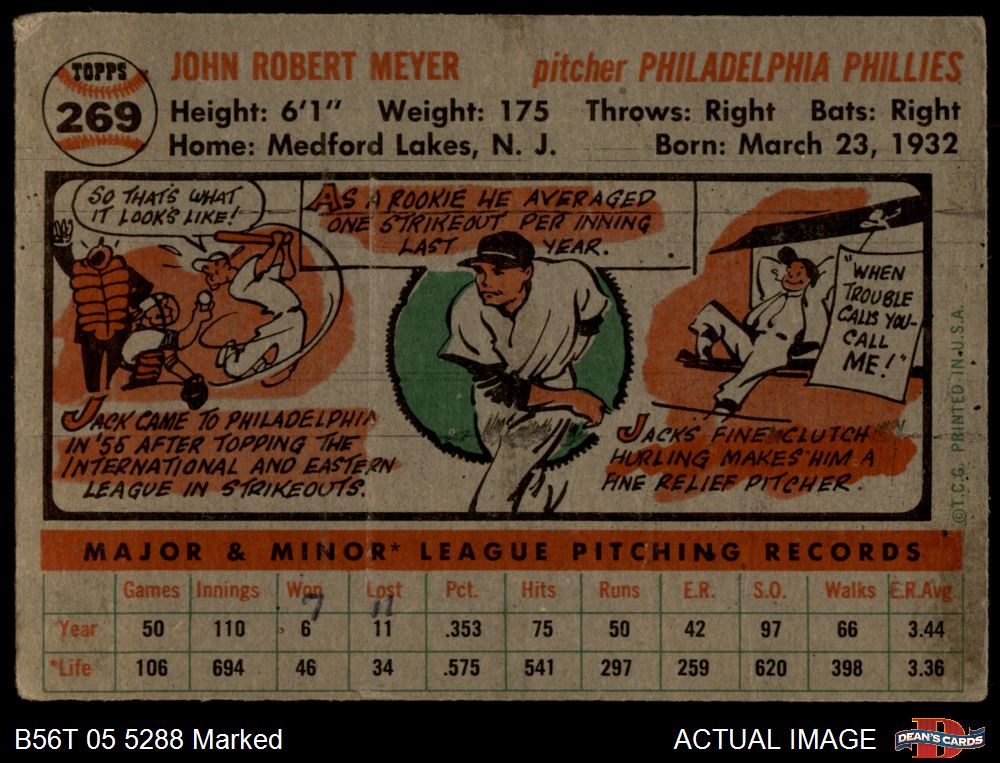 TOPPS
269
JOHN ROBERT MEYER pitcher PHILADELPHIA PHILLIES
Height: 6'1" Weight: 175 Throws: Right Bats: Right
Home: Medford Lakes, N. J. Born: March 23, 1932
SO THAT'S WHAT
IT LOOKS LIKE!
AS A ROOKIE HE AVERAGED
ONE STRIKEOUT PER INNING
LAST YEAR.
"WHEN
TROUBLE
CALLS YOU-
CALL
ME!"
JACK CAME TO PHILADELPHIA
IN '55 AFTER TOPPING THE
INTERNATIONAL AND EASTERN
LEAGUE IN STRIKEOUTS.
JACKS FINE CLUTCH
HURLING MAKES HIM A
FINE RELIEF PITCHER.
©T.C.G. PRINTED IN U.S.A.
MAJOR & MINOR* LEAGUE PITCHING RECORDS
Games Innings Won Lost Pct. Hits Runs E.R. S.O. Walks E.R.Avg.
7 11
Year 50 110 6 11 .353 75 50 42 97 66 3.44
*Life 106 694 46 34 .575 541 297 259 620 398 3.36
B56T 05 5288 Marked
ACTUAL IMAGE
D
DEAN'S CARDS